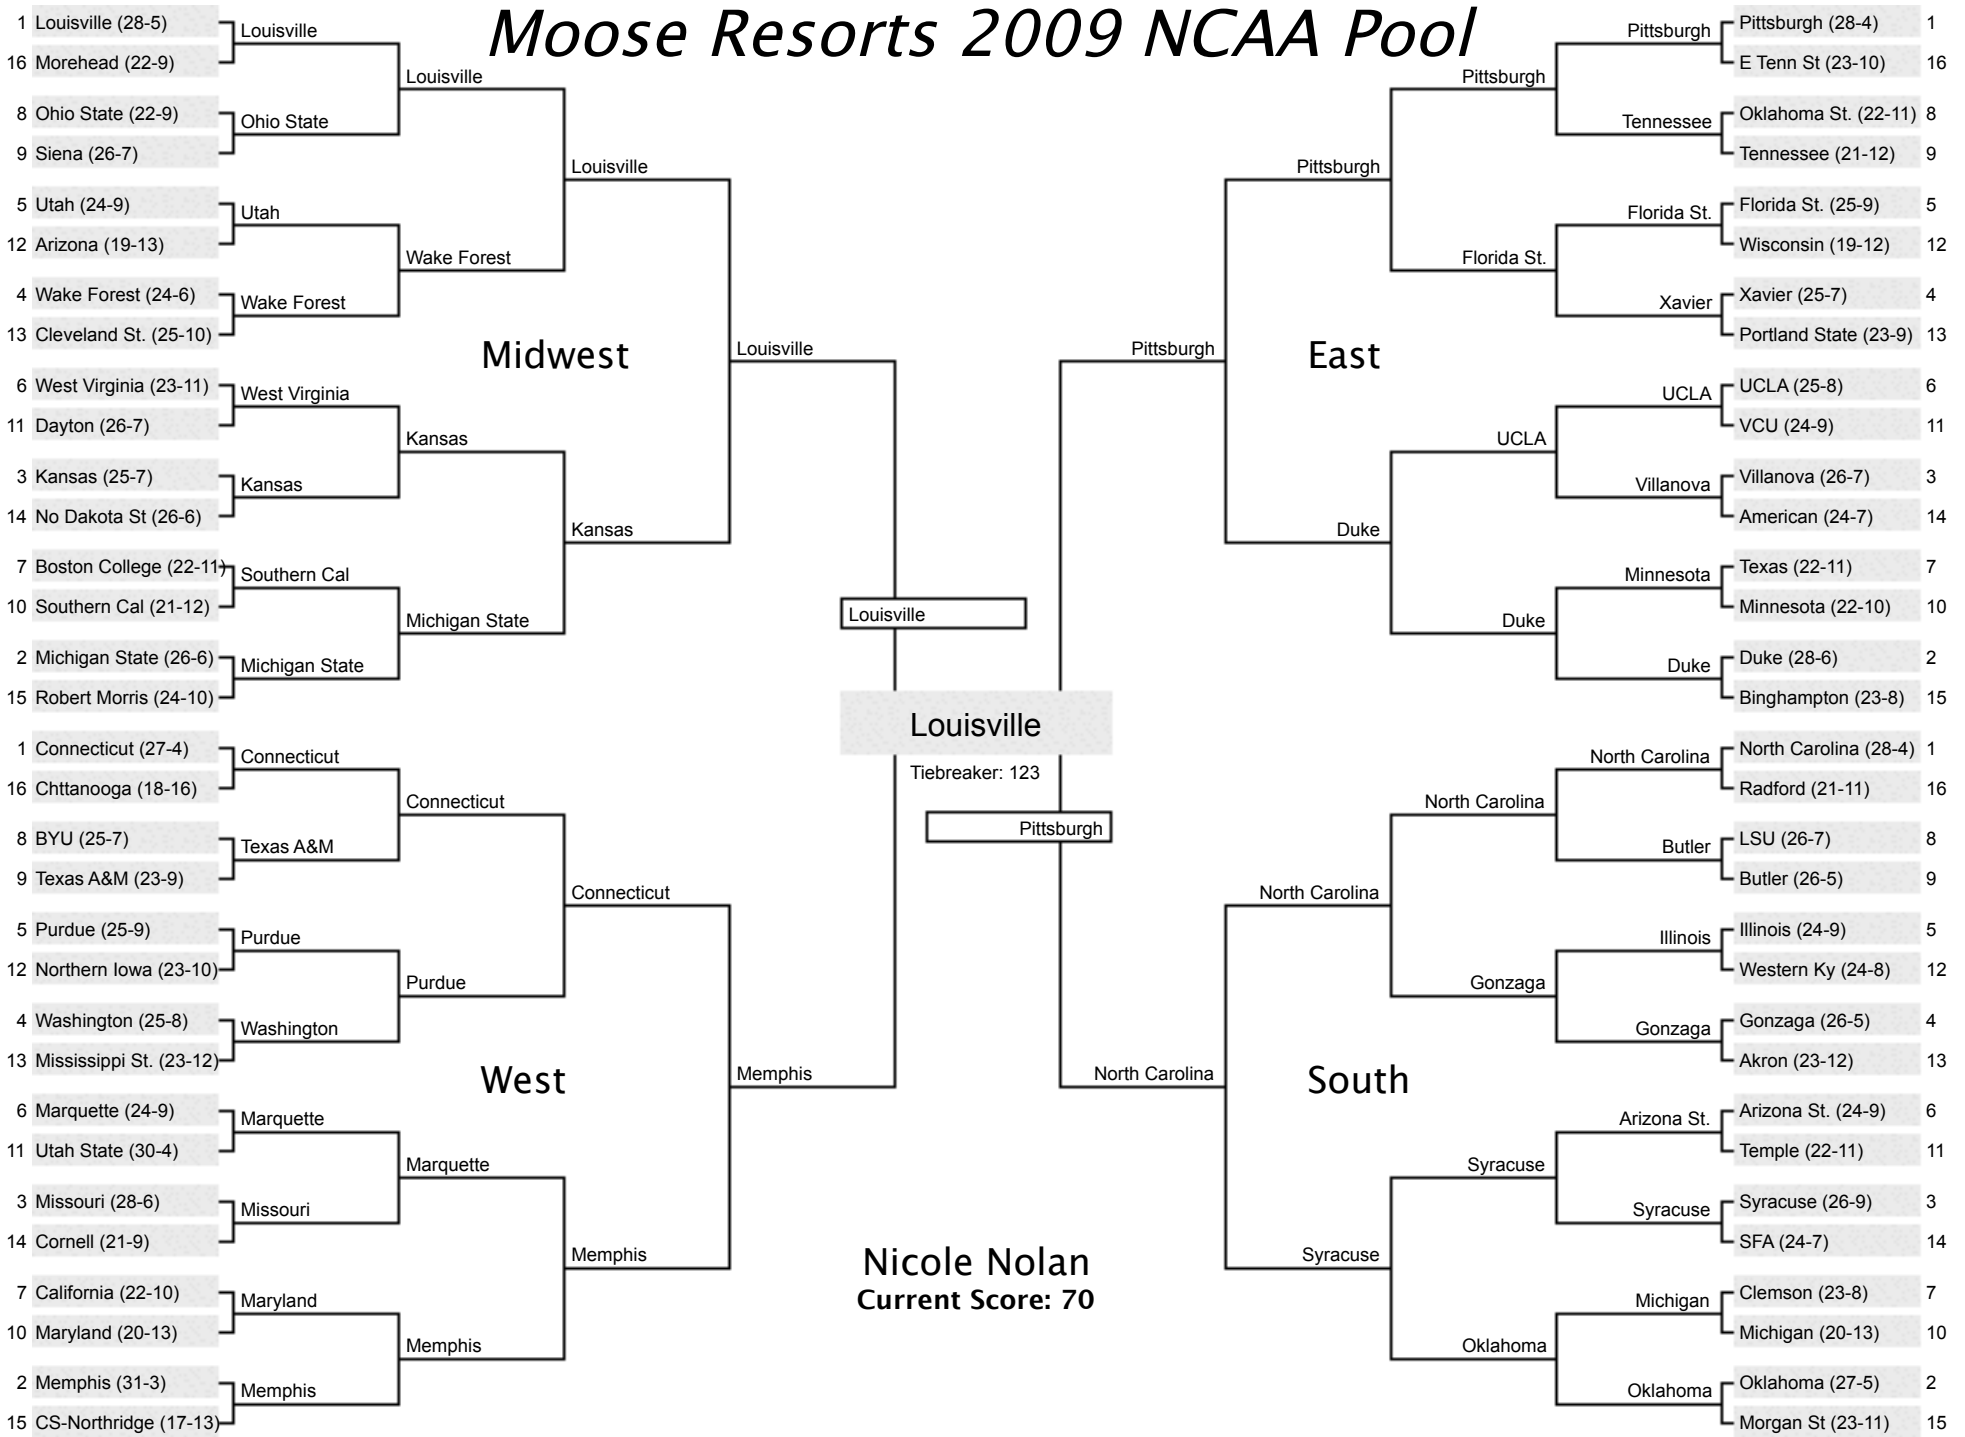 Moose Resorts 2009 NCAA Pool
1 Louisville (28-5)
16 Morehead (22-9)
8 Ohio State (22-9)
9 Siena (26-7)
5 Utah (24-9)
12 Arizona (19-13)
4 Wake Forest (24-6)
13 Cleveland St. (25-10)
6 West Virginia (23-11)
11 Dayton (26-7)
3 Kansas (25-7)
14 No Dakota St (26-6)
7 Boston College (22-11)
10 Southern Cal (21-12)
2 Michigan State (26-6)
15 Robert Morris (24-10)
Louisville
Ohio State
Utah
Wake Forest
West Virginia
Kansas
Southern Cal
Michigan State
Louisville
Wake Forest
Kansas
Michigan State
Louisville
Kansas
Midwest
Louisville
1 Connecticut (27-4)
16 Chttanooga (18-16)
8 BYU (25-7)
9 Texas A&M (23-9)
5 Purdue (25-9)
12 Northern Iowa (23-10)
4 Washington (25-8)
13 Mississippi St. (23-12)
6 Marquette (24-9)
11 Utah State (30-4)
3 Missouri (28-6)
14 Cornell (21-9)
7 California (22-10)
10 Maryland (20-13)
2 Memphis (31-3)
15 CS-Northridge (17-13)
Connecticut
Texas A&M
Purdue
Washington
Marquette
Missouri
Maryland
Memphis
Connecticut
Purdue
Marquette
Memphis
Connecticut
Memphis
West
Memphis
Louisville
Louisville
Tiebreaker: 123
Pittsburgh
Nicole Nolan
Current Score: 70
Pittsburgh (28-4) 1
E Tenn St (23-10) 16
Oklahoma St. (22-11) 8
Tennessee (21-12) 9
Florida St. (25-9) 5
Wisconsin (19-12) 12
Xavier (25-7) 4
Portland State (23-9) 13
UCLA (25-8) 6
VCU (24-9) 11
Villanova (26-7) 3
American (24-7) 14
Texas (22-11) 7
Minnesota (22-10) 10
Duke (28-6) 2
Binghampton (23-8) 15
Pittsburgh
Tennessee
Florida St.
Xavier
UCLA
Villanova
Minnesota
Duke
Pittsburgh
Florida St.
UCLA
Duke
Pittsburgh
Duke
East
Pittsburgh
North Carolina (28-4) 1
Radford (21-11) 16
LSU (26-7) 8
Butler (26-5) 9
Illinois (24-9) 5
Western Ky (24-8) 12
Gonzaga (26-5) 4
Akron (23-12) 13
Arizona St. (24-9) 6
Temple (22-11) 11
Syracuse (26-9) 3
SFA (24-7) 14
Clemson (23-8) 7
Michigan (20-13) 10
Oklahoma (27-5) 2
Morgan St (23-11) 15
North Carolina
Butler
Illinois
Gonzaga
Arizona St.
Syracuse
Michigan
Oklahoma
North Carolina
Gonzaga
Syracuse
Oklahoma
North Carolina
Syracuse
South
North Carolina